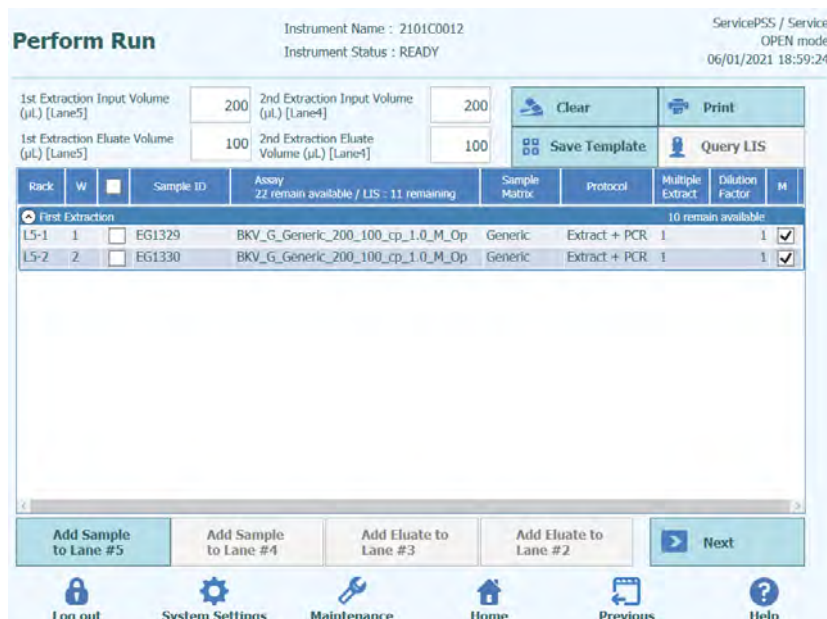 Perform Run
Instrument Name : 2101C0012
Instrument Status : READY
ServicePSS / Service
OPEN mode
06/01/2021 18:59:24
1st Extraction Input Volume
(µL) [Lane5]
200
2nd Extraction Input Volume
(µL) [Lane4]
200
Clear
Print
1st Extraction Eluate Volume
(µL) [Lane5]
100
2nd Extraction Eluate
Volume (µL) [Lane4]
100
Save Template
Query LIS
Rack W Sample ID Assay
22 remain available / LIS : 11 remaining Sample
Matrix Protocol Multiple
Extract Dilution
Factor M
First Extraction 10 remain available
L5-1 1 EG1329 BKV_G_Generic_200_100_cp_1.0_M_Op Generic Extract + PCR 1 1
L5-2 2 EG1330 BKV_G_Generic_200_100_cp_1.0_M_Op Generic Extract + PCR 1 1
Add Sample
to Lane #5
Add Sample
to Lane #4
Add Eluate to
Lane #3
Add Eluate to
Lane #2
Next
Log out System Settings Maintenance Home Previous Help